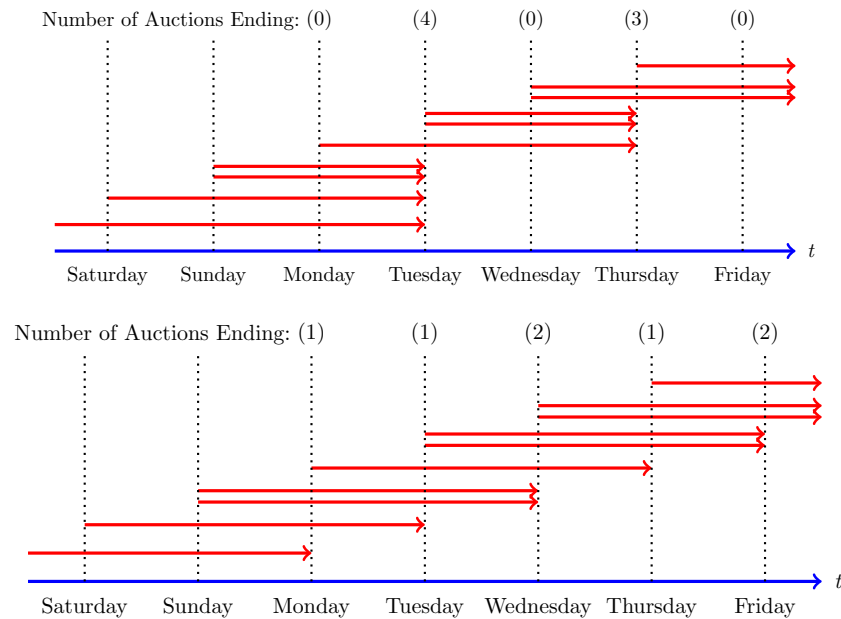 Number of Auctions Ending: (0) (4) (0) (3) (0)
t
Saturday Sunday Monday Tuesday Wednesday Thursday Friday
Number of Auctions Ending: (1) (1) (2) (1) (2)
t
Saturday Sunday Monday Tuesday Wednesday Thursday Friday